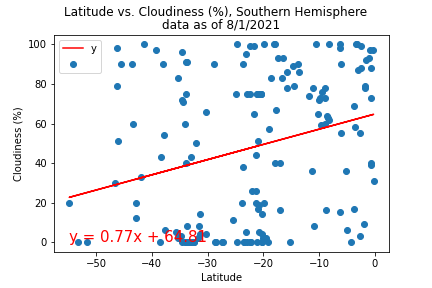 Latitude vs. Cloudiness (%), Southern Hemisphere
data as of 8/1/2021
100
80
60
40
20
0
Cloudiness (%)
y
y = 0.77x + 64.81
−50
−40
−30
−20
−10
0
Latitude